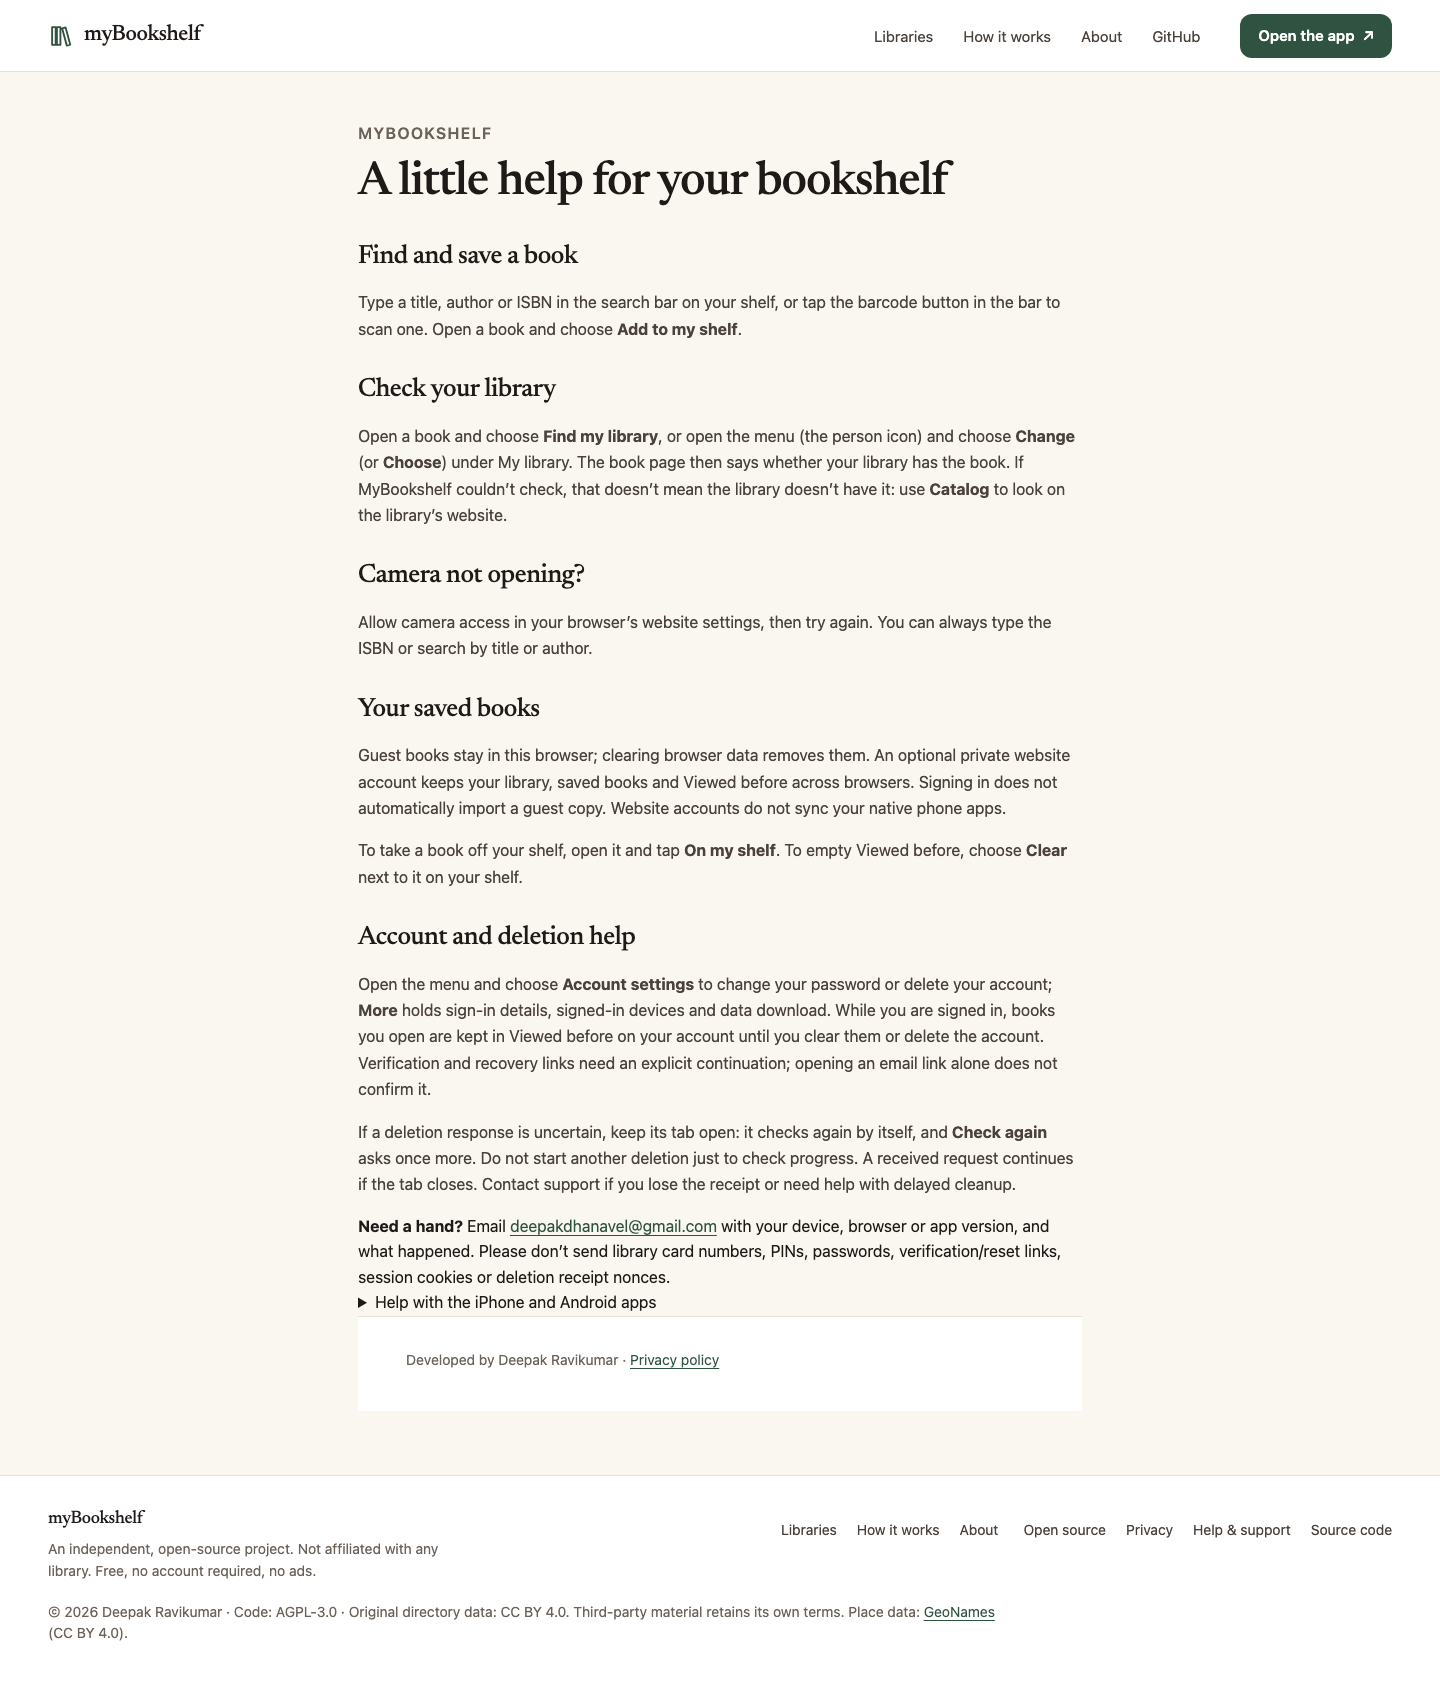 myBookshelf
Libraries How it works About GitHub Open the app ↗
MYBOOKSHELF
A little help for your bookshelf
Find and save a book
Type a title, author or ISBN in the search bar on your shelf, or tap the barcode button in the bar to
scan one. Open a book and choose Add to my shelf.
Check your library
Open a book and choose Find my library, or open the menu (the person icon) and choose Change
(or Choose) under My library. The book page then says whether your library has the book. If
MyBookshelf couldn’t check, that doesn’t mean the library doesn’t have it: use Catalog to look on
the library’s website.
Camera not opening?
Allow camera access in your browser’s website settings, then try again. You can always type the
ISBN or search by title or author.
Your saved books
Guest books stay in this browser; clearing browser data removes them. An optional private website
account keeps your library, saved books and Viewed before across browsers. Signing in does not
automatically import a guest copy. Website accounts do not sync your native phone apps.
To take a book off your shelf, open it and tap On my shelf. To empty Viewed before, choose Clear
next to it on your shelf.
Account and deletion help
Open the menu and choose Account settings to change your password or delete your account;
More holds sign-in details, signed-in devices and data download. While you are signed in, books
you open are kept in Viewed before on your account until you clear them or delete the account.
Verification and recovery links need an explicit continuation; opening an email link alone does not
confirm it.
If a deletion response is uncertain, keep its tab open: it checks again by itself, and Check again
asks once more. Do not start another deletion just to check progress. A received request continues
if the tab closes. Contact support if you lose the receipt or need help with delayed cleanup.
Need a hand? Email deepakdhanavel@gmail.com with your device, browser or app version, and
what happened. Please don’t send library card numbers, PINs, passwords, verification/reset links,
session cookies or deletion receipt nonces.
▶ Help with the iPhone and Android apps
Developed by Deepak Ravikumar · Privacy policy
myBookshelf
An independent, open-source project. Not affiliated with any
library. Free, no account required, no ads.
Libraries How it works About Open source Privacy Help & support Source code
© 2026 Deepak Ravikumar · Code: AGPL-3.0 · Original directory data: CC BY 4.0. Third-party material retains its own terms. Place data: GeoNames
(CC BY 4.0).